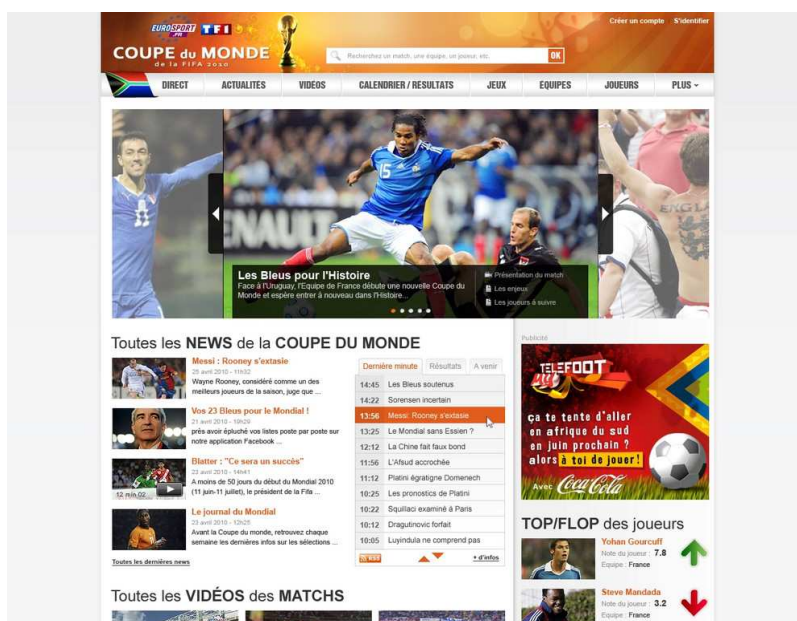 EUROSPORT .FR TF1
Créer un compte S'identifier
COUPE du MONDE
de la FIFA 2010
Recherchez un match, une équipe, un joueur, etc.
OK
DIRECT ACTUALITÉS VIDÉOS CALENDRIER / RÉSULTATS JEUX ÉQUIPES JOUEURS PLUS
15
ENAULT
ENGL
Les Bleus pour l'Histoire
Face à l'Uruguay, l'Equipe de France débute une nouvelle Coupe du
Monde et espère entrer à nouveau dans l'Histoire...
Présentation du match
Les enjeux
Les joueurs à suivre
Toutes les NEWS de la COUPE DU MONDE
Messi : Rooney s'extasie
25 avril 2010 - 11h32
Wayne Rooney, considéré comme un des
meilleurs joueurs de la saison, juge que ...
Vos 23 Bleus pour le Mondial !
21 avril 2010 - 19h29
près avoir épluché vos listes poste par poste sur
notre application Facebook ...
Blatter : "Ce sera un succès"
22 avril 2010 - 14h41
A moins de 50 jours du début du Mondial 2010
(11 juin-11 juillet), le président de la Fifa ...
12 min 02
Le journal du Mondial
23 avril 2010 - 12h25
Avant la Coupe du monde, retrouvez chaque
semaine les dernières infos sur les sélections ...
Toutes les dernières news
Dernière minute Résultats A venir
14:45 Les Bleus soutenus
14:22 Sorensen incertain
13:56 Messi: Rooney s'extasie
13:25 Le Mondial sans Essien ?
12:12 La Chine fait faux bond
11:56 L'Afsud accrochée
11:12 Platini égratigne Domenech
10:25 Les pronostics de Platini
10:22 Squillaci examiné à Paris
10:12 Dragutinovic forfait
10:05 Luyindula ne comprend pas
RSS
+ d'infos
Publicité
TELEFOOT
ça te tente d'aller
en afrique du sud
en juin prochain ?
alors à toi de jouer!
Avec Coca-Cola
TOP/FLOP des joueurs
Yohan Gourcuff
Note du joueur : 7.8
Equipe : France
Steve Mandada
Note du joueur : 3.2
Equipe : France
Toutes les VIDÉOS des MATCHS